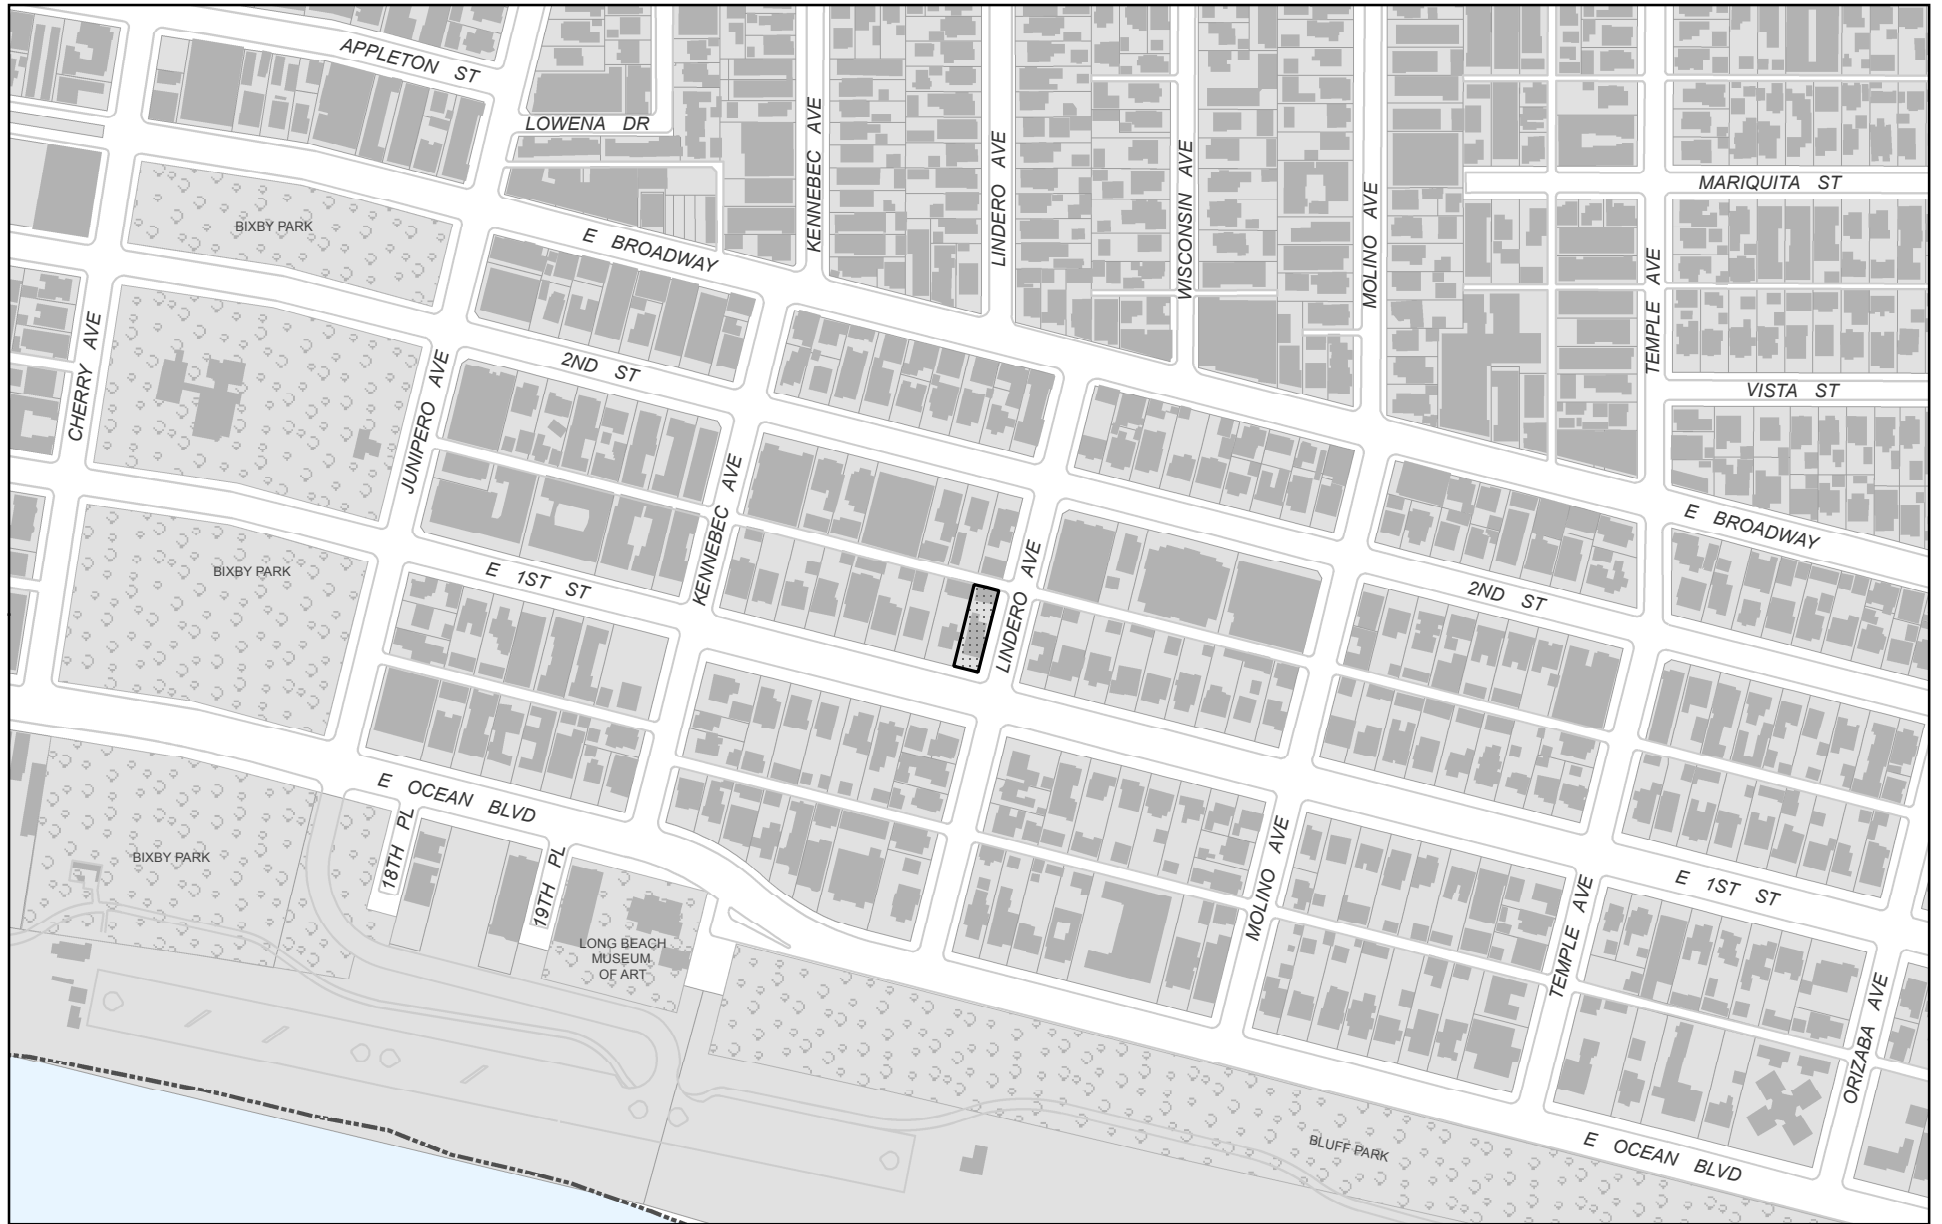 APPLETON ST
LOWENA DR
KENNEBEC AVE
LINDERO AVE
WISCONSIN AVE
MOLINO AVE
MARIQUITA ST
BIXBY PARK
E BROADWAY
TEMPLE AVE
CHERRY AVE
JUNIPERO AVE
2ND ST
VISTA ST
KENNEBEC AVE
E BROADWAY
BIXBY PARK
E 1ST ST
LINDERO AVE
2ND ST
E OCEAN BLVD
BIXBY PARK
18TH PL
19TH PL
MOLINO AVE
E 1ST ST
TEMPLE AVE
LONG BEACH
MUSEUM
OF ART
ORIZABA AVE
BLUFF PARK
E OCEAN BLVD